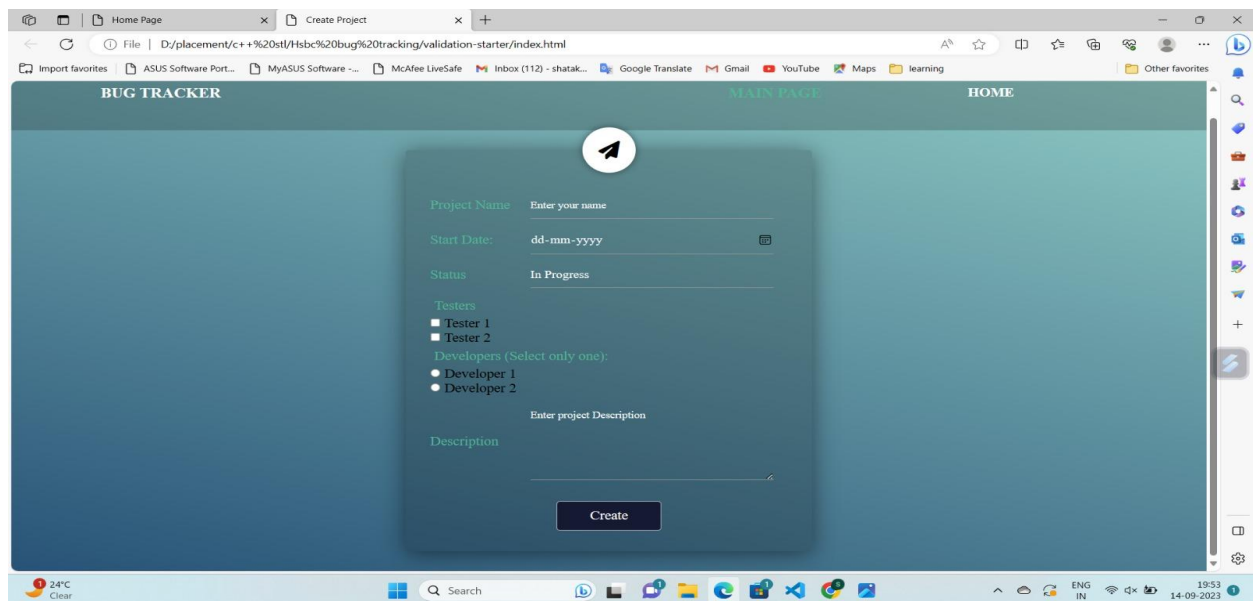 Home Page
Create Project
File | D:/placement/c++%20stl/Hsbc%20bug%20tracking/validation-starter/index.html
Import favorites ASUS Software Port... MyASUS Software -... McAfee LiveSafe Inbox (112) - shatak... Google Translate Gmail YouTube Maps learning Other favorites
BUG TRACKER MAIN PAGE HOME
Project Name Enter your name
Start Date: dd-mm-yyyy
Status In Progress
Testers
Tester 1
Tester 2
Developers (Select only one):
Developer 1
Developer 2
Enter project Description
Description
Create
24°C
Clear
Search
ENG
IN
19:53
14-09-2023